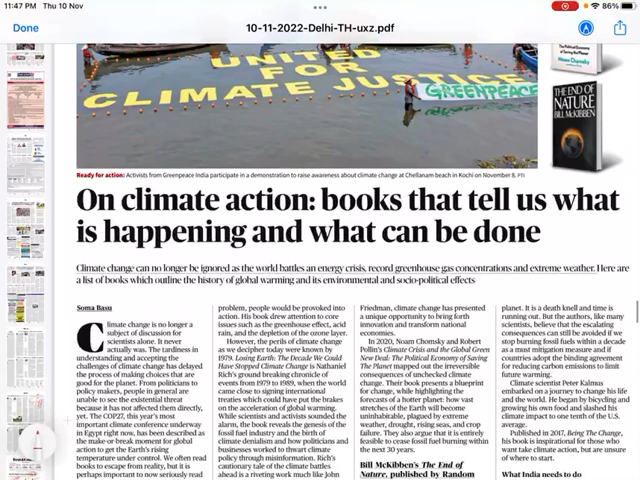 11:47 PM Thu 10 Nov
86%
Done
10-11-2022-Delhi-TH-uxz.pdf
UNITED
FOR
CLIMATE JUSTICE
GREENPEACE
THE END OF
NATURE
BILL McKIBBEN
Ready for action: Activists from Greenpeace India participate in a demonstration to raise awareness about climate change at Chellanam beach in Kochi on November 8. PTI
On climate action: books that tell us what
is happening and what can be done
Climate change can no longer be ignored as the world battles an energy crisis, record greenhouse gas concentrations and extreme weather. Here are
a list of books which outline the history of global warming and its environmental and socio-political effects
Soma Basu
Climate change is no longer a
subject of discussion for
scientists alone. It never
actually was. The tardiness in
understanding and accepting the
challenges of climate change has delayed
the process of making choices that are
good for the planet. From politicians to
policy makers, people in general are
unable to see the existential threat
because it has not affected them directly,
yet. The COP27, this year's most
important climate conference underway
in Egypt right now, has been described as
the make-or-break moment for global
action to get the Earth's rising
temperature under control. We often read
books to escape from reality, but it is
perhaps important to now seriously read
problem, people would be provoked into
action. His book drew attention to core
issues such as the greenhouse effect, acid
rain, and the depletion of the ozone layer.
However, the perils of climate change
as we decipher today were known by
1979. Losing Earth: The Decade We Could
Have Stopped Climate Change is Nathaniel
Rich's ground breaking chronicle of
events from 1979 to 1989, when the world
came close to signing international
treaties which could have put the brakes
on the acceleration of global warming.
While scientists and activists sounded the
alarm, the book reveals the genesis of the
fossil fuel industry and the birth of
climate denialism and how politicians and
businesses worked to thwart climate
policy through misinformation. Rich's
cautionary tale of the climate battles
ahead is a riveting work much like John
Friedman, climate change has presented
a unique opportunity to bring forth
innovation and transform national
economies.
In 2020, Noam Chomsky and Robert
Pollin's Climate Crisis and the Global Green
New Deal: The Political Economy of Saving
The Planet mapped out the irreversible
consequences of unchecked climate
change. Their book presents a blueprint
for change, while highlighting the
forecasts of a hotter planet: how vast
stretches of the Earth will become
uninhabitable, plagued by extreme
weather, drought, rising seas, and crop
failure. They also argue that it is entirely
feasible to cease fossil fuel burning within
the next 30 years.
Bill McKibben's The End of
Nature, published by Random
planet. It is a death knell and time is
running out. But the authors, like many
scientists, believe that the escalating
consequences can still be avoided if we
stop burning fossil fuels within a decade
as a must mitigation measure and if
countries adopt the binding agreement
for reducing carbon emissions to limit
future warming.
Climate scientist Peter Kalmus
embarked on a journey to change his life
and the world. He began by bicycling and
growing his own food and slashed his
climate impact to one tenth of the U.S.
average.
Published in 2017, Being The Change,
his book is inspirational for those who
want to take climate action, but are
unsure of where to start.
What India needs to do